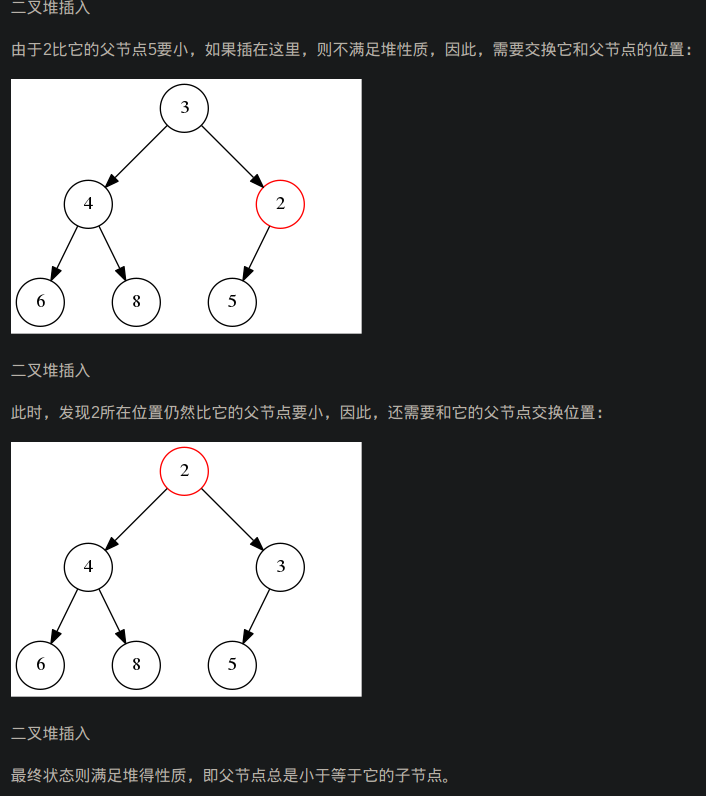 二叉堆插入
由于2比它的父节点5要小，如果插在这里，则不满足堆性质，因此，需要交换它和父节点的位置：
3
4 2
6 8 5
二叉堆插入
此时，发现2所在位置仍然比它的父节点要小，因此，还需要和它的父节点交换位置：
2
4 3
6 8 5
二叉堆插入
最终状态则满足堆得性质，即父节点总是小于等于它的子节点。